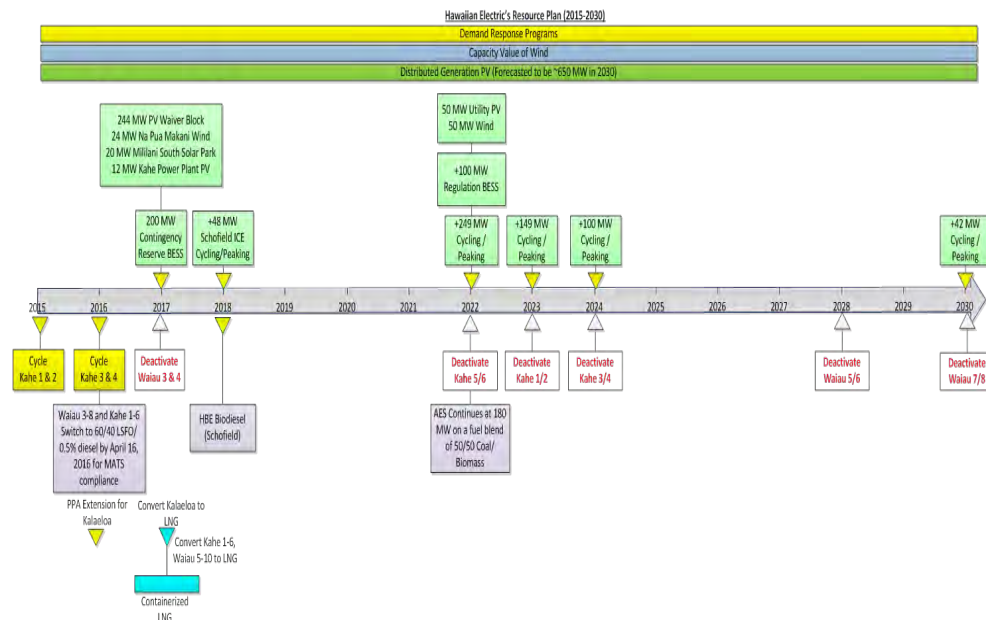 Hawaiian Electric's Resource Plan (2015-2030)
Demand Response Programs
Capacity Value of Wind
Distributed Generation PV (Forecasted to be ~650 MW in 2030)
244 MW PV Waiver Block
24 MW Na Pua Makani Wind
20 MW Mililani South Solar Park
12 MW Kahe Power Plant PV
50 MW Utility PV
50 MW Wind
+100 MW
Regulation BESS
200 MW
Contingency
Reserve BESS
+48 MW
Schofield ICE
Cycling/Peaking
+249 MW
Cycling /
Peaking
+149 MW
Cycling /
Peaking
+100 MW
Cycling /
Peaking
+42 MW
Cycling /
Peaking
2015 2016 2017 2018 2019 2020 2021 2022 2023 2024 2026 2027 2028 2029 2030
Cycle
Kahe 1 & 2
Cycle
Kahe 3 & 4
Deactivate
Waiau 3 & 4
Deactivate
Kahe 5/6
Deactivate
Kahe 1/2
Deactivate
Kahe 3/4
Deactivate
Waiau 5/6
Deactivate
Waiau 7/8
Waiau 3-8 and Kahe 1-6
Switch to 60/40 LSFO/
0.5% diesel by April 16,
2016 for MATS
compliance
HBE Biodiesel
(Schofield)
AES Continues at 180
MW on a fuel blend
of 50/50 Coal/
Biomass
PPA Extension for
Kalaeloa
Convert Kalaeloa to
LNG
Convert Kahe 1-6,
Waiau 5-10 to LNG
Containerized
LNG